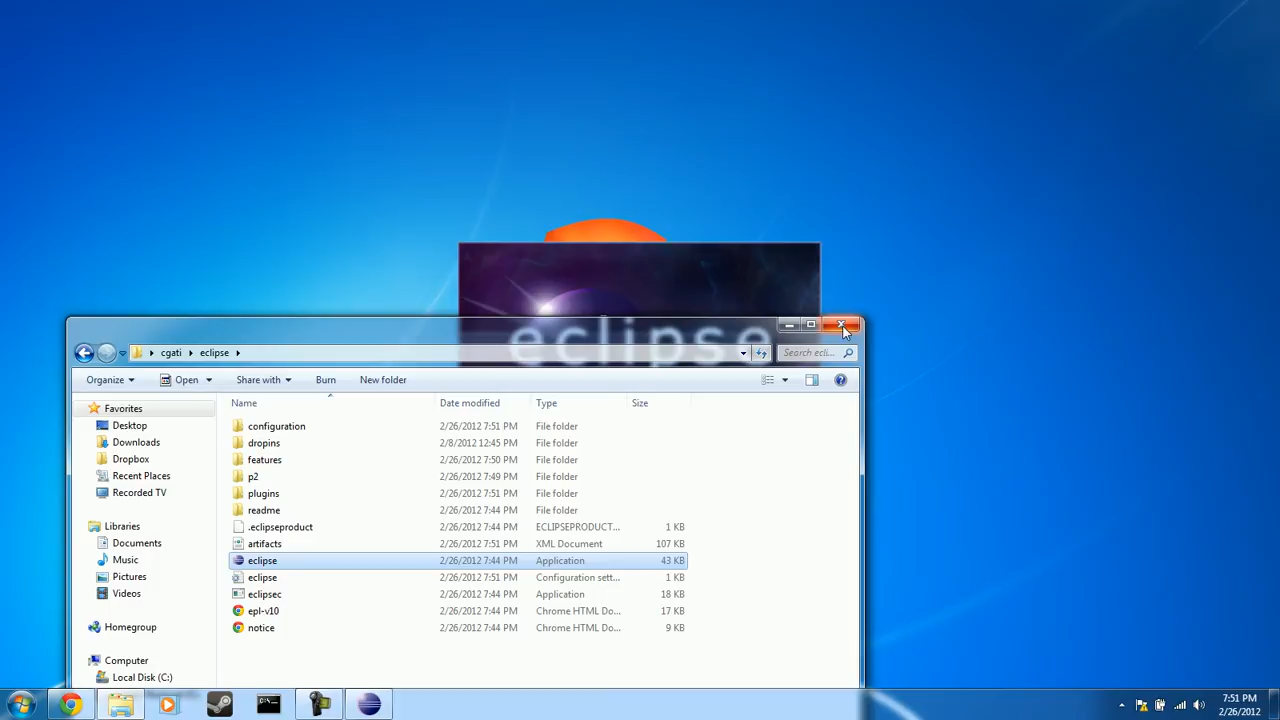 eclipse
cgati eclipse Search ecli...
Organize Open Share with Burn New folder
Name Date modified Type Size
Favorites
Desktop
Downloads
Dropbox
Recent Places
Recorded TV
Libraries
Documents
Music
Pictures
Videos
Homegroup
Computer
Local Disk (C:)
configuration 2/26/2012 7:51 PM File folder
dropins 2/8/2012 12:45 PM File folder
features 2/26/2012 7:50 PM File folder
p2 2/26/2012 7:49 PM File folder
plugins 2/26/2012 7:51 PM File folder
readme 2/26/2012 7:44 PM File folder
.eclipseproduct 2/26/2012 7:44 PM ECLIPSEPRODUCT... 1 KB
artifacts 2/26/2012 7:51 PM XML Document 107 KB
eclipse 2/26/2012 7:44 PM Application 43 KB
eclipse 2/26/2012 7:44 PM Configuration sett... 1 KB
eclipsec 2/26/2012 7:44 PM Application 18 KB
epl-v10 2/26/2012 7:44 PM Chrome HTML Do... 17 KB
notice 2/26/2012 7:44 PM Chrome HTML Do... 9 KB
7:51 PM
2/26/2012